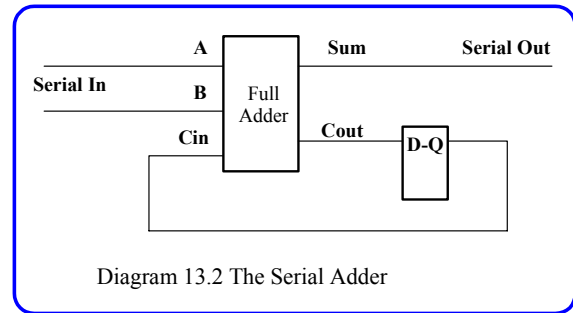 A Sum Serial Out
Serial In
B Full
Adder
Cin Cout D-Q
Diagram 13.2 The Serial Adder